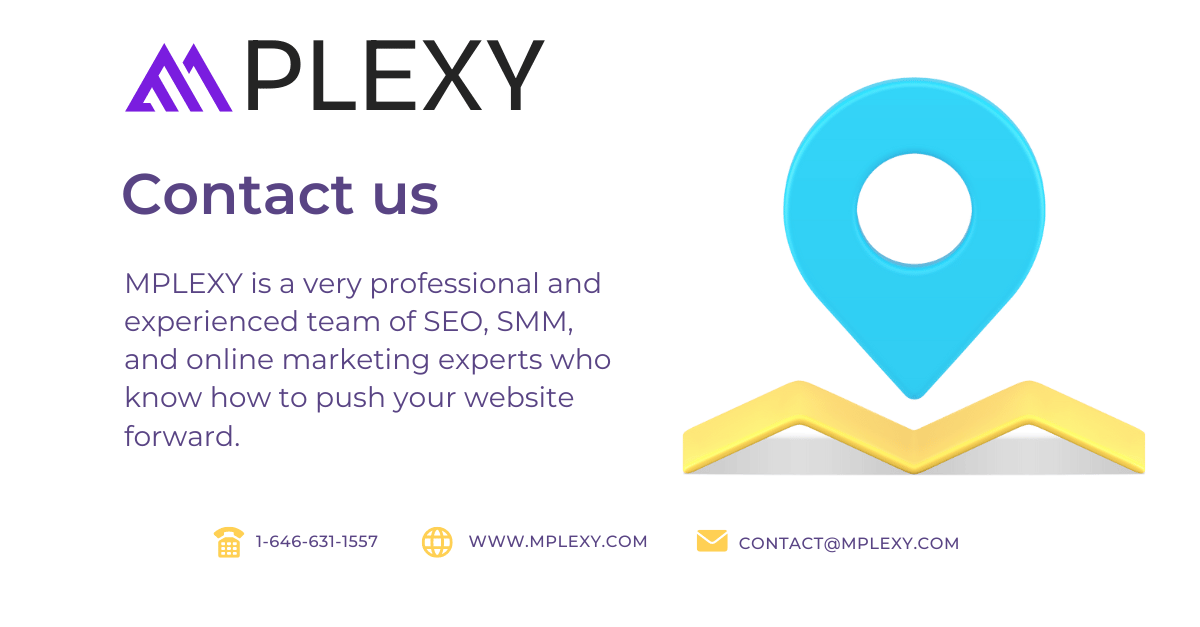 MPLEXY
Contact us
MPLEXY is a very professional and
experienced team of SEO, SMM,
and online marketing experts who
know how to push your website
forward.
1-646-631-1557
WWW.MPLEXY.COM
CONTACT@MPLEXY.COM